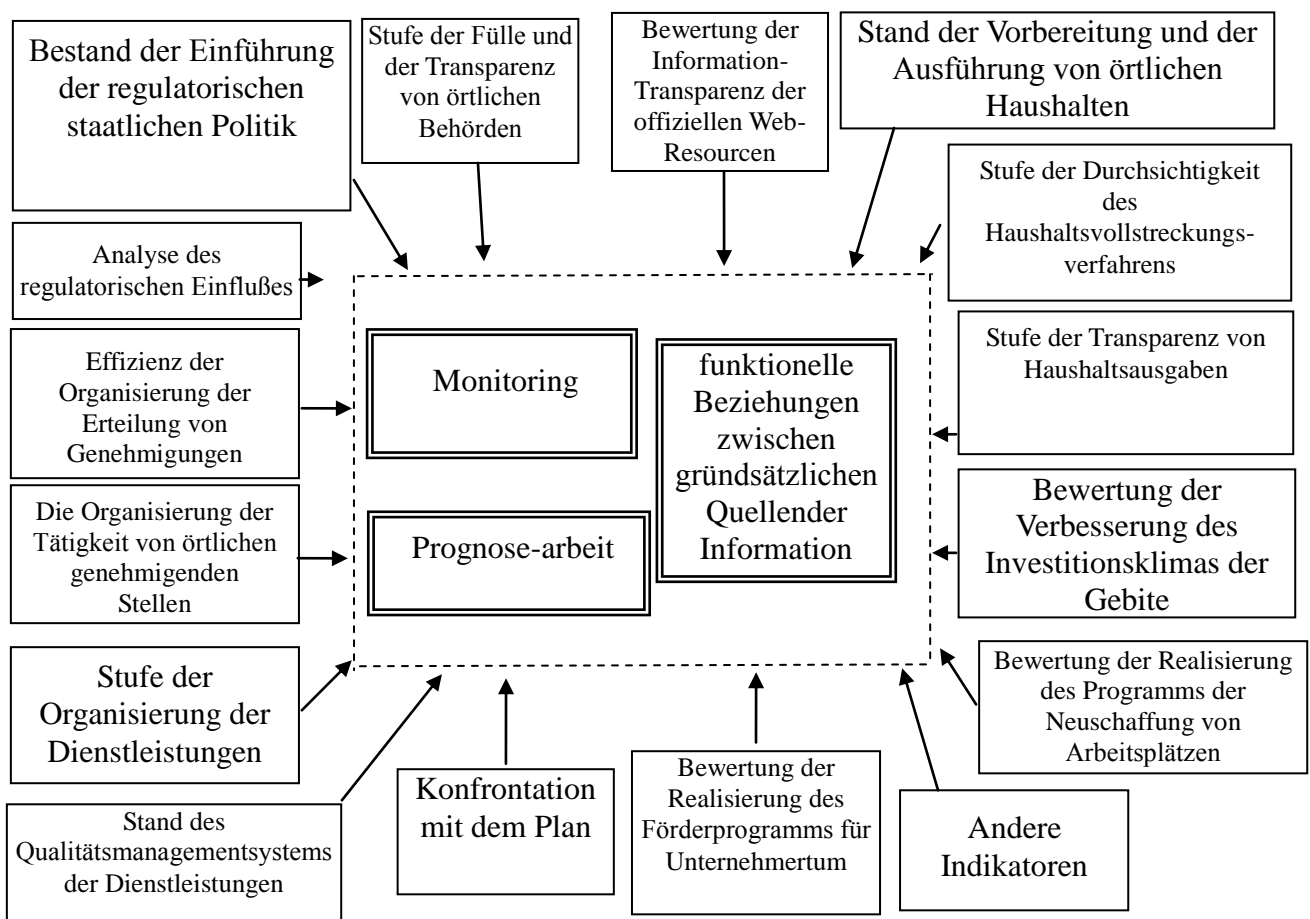 Bestand der Einführung
der regulatorischen
staatlichen Politik
Stufe der Fülle und
der Transparenz
von örtlichen
Behörden
Bewertung der
Information-
Transparenz der
offiziellen Web-
Resourcen
Stand der Vorbereitung und der
Ausführung von örtlichen
Haushalten
Stufe der Durchsichtigkeit
des
Haushaltsvollstreckungs-
verfahrens
Analyse des
regulatorischen Einflußes
Effizienz der
Organisierung der
Erteilung von
Genehmigungen
Monitoring
funktionelle
Beziehungen
zwischen
gründsätzlichen
Quellender
Information
Stufe der Transparenz von
Haushaltsausgaben
Die Organisierung der
Tätigkeit von örtlichen
genehmigenden
Stellen
Prognose-arbeit
Bewertung der
Verbesserung des
Investitionsklimas der
Gebite
Stufe der
Organisierung der
Dienstleistungen
Bewertung der Realisierung
des Programms der
Neuschaffung von
Arbeitsplätzen
Stand des
Qualitätsmanagementsystems
der Dienstleistungen
Konfrontation
mit dem Plan
Bewertung der
Realisierung des
Förderprogramms für
Unternehmertum
Andere
Indikatoren